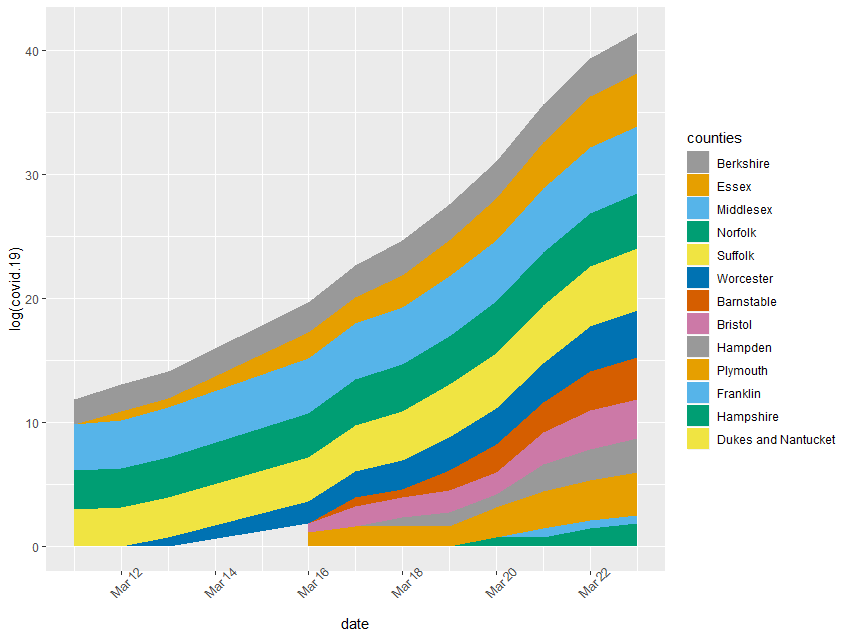 counties
Berkshire
Essex
Middlesex
Norfolk
Suffolk
Worcester
Barnstable
Bristol
Hampden
Plymouth
Franklin
Hampshire
Dukes and Nantucket
log(covid.19)
40
30
20
10
0
Mar 12
Mar 14
Mar 16
Mar 18
Mar 20
Mar 22
date